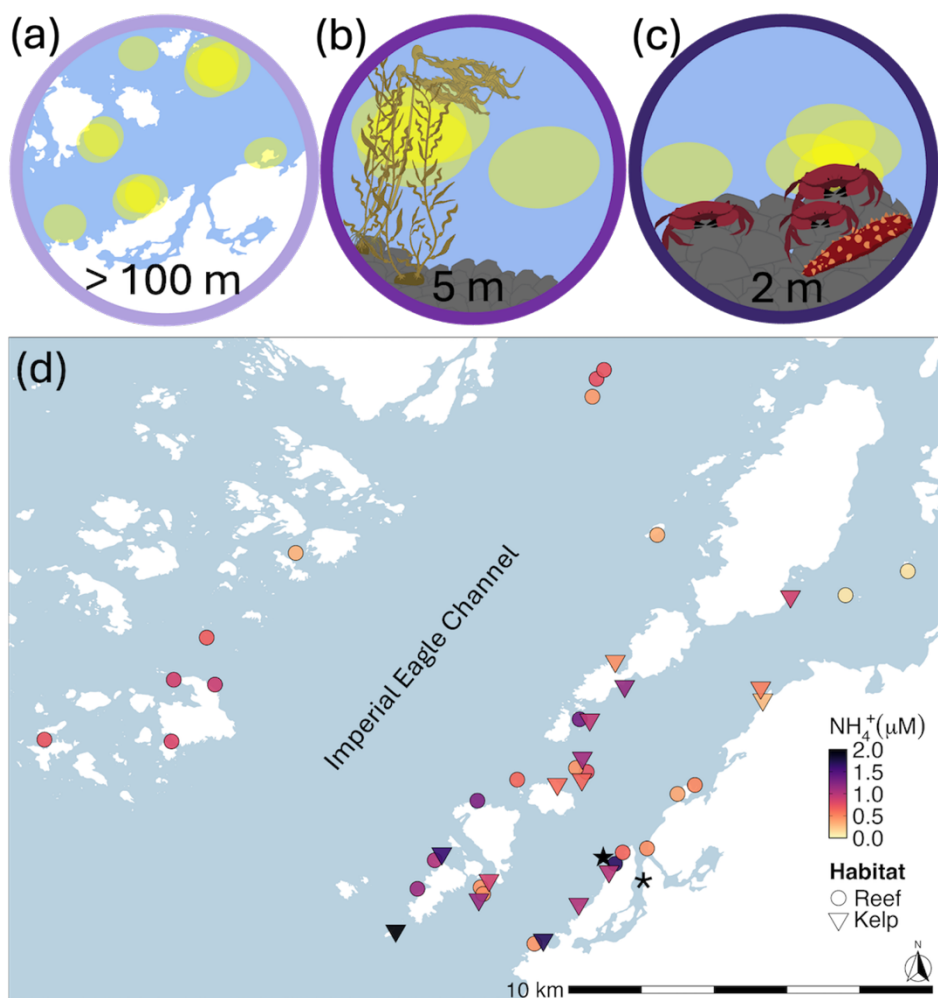 (a)
(b)
(c)
> 100 m
5 m
2 m
(d)
Imperial Eagle Channel
NH₄⁺(μM)
2.0
1.5
1.0
0.5
0.0
Habitat
Reef
Kelp
N
10 km